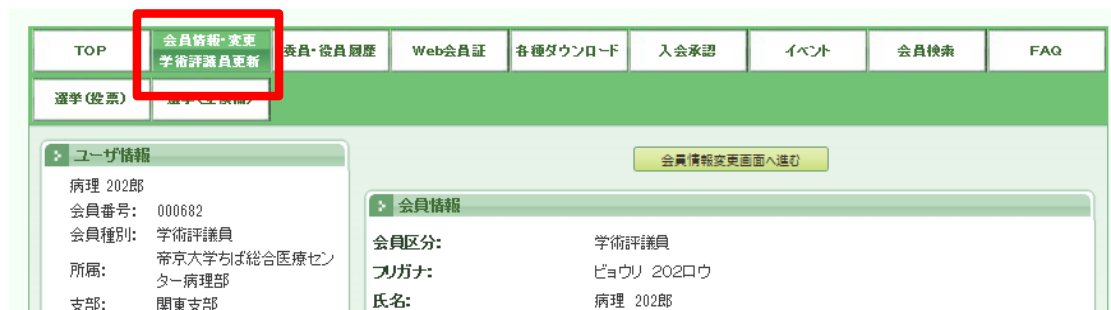 TOP
会員情報・変更
学術評議員更新
委員・役員履歴
Web会員証
各種ダウンロード
入会承認
イベント
会員検索
FAQ
選挙(投票)
ユーザ情報
病理 202郎
会員番号: 000682
会員種別: 学術評議員
所属: 帝京大学ちば総合医療センター病理部
支部: 関東支部
会員情報変更画面へ進む
会員情報
会員区分: 学術評議員
フリガナ: ビョウリ 202ロウ
氏名: 病理 202郎